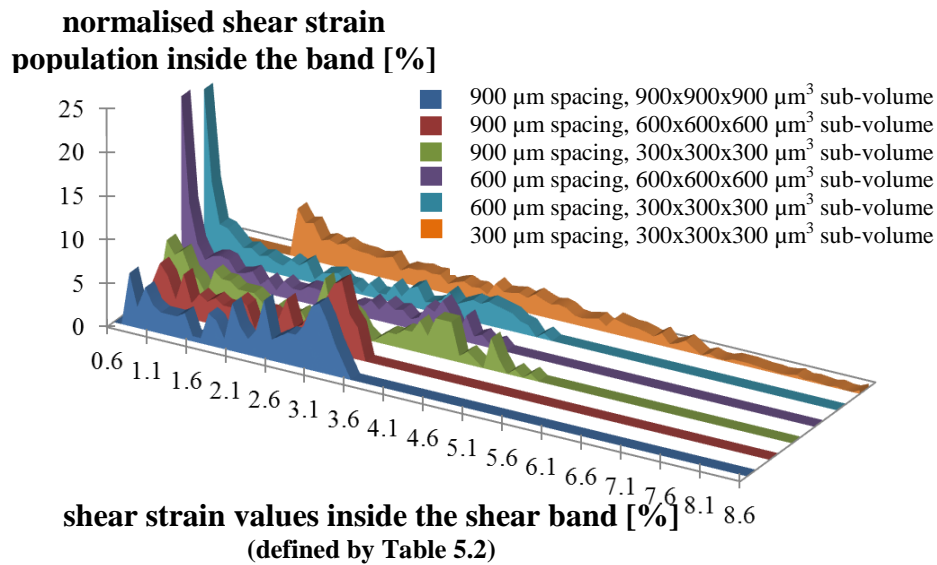 normalised shear strain
population inside the band [%]
900 μm spacing, 900x900x900 μm³ sub-volume
900 μm spacing, 600x600x600 μm³ sub-volume
900 μm spacing, 300x300x300 μm³ sub-volume
600 μm spacing, 600x600x600 μm³ sub-volume
600 μm spacing, 300x300x300 μm³ sub-volume
300 μm spacing, 300x300x300 μm³ sub-volume
25
20
15
10
5
0
0.6 1.1 1.6 2.1 2.6 3.1 3.6 4.1 4.6 5.1 5.6 6.1 6.6 7.1 7.6 8.1 8.6
shear strain values inside the shear band [%]
(defined by Table 5.2)